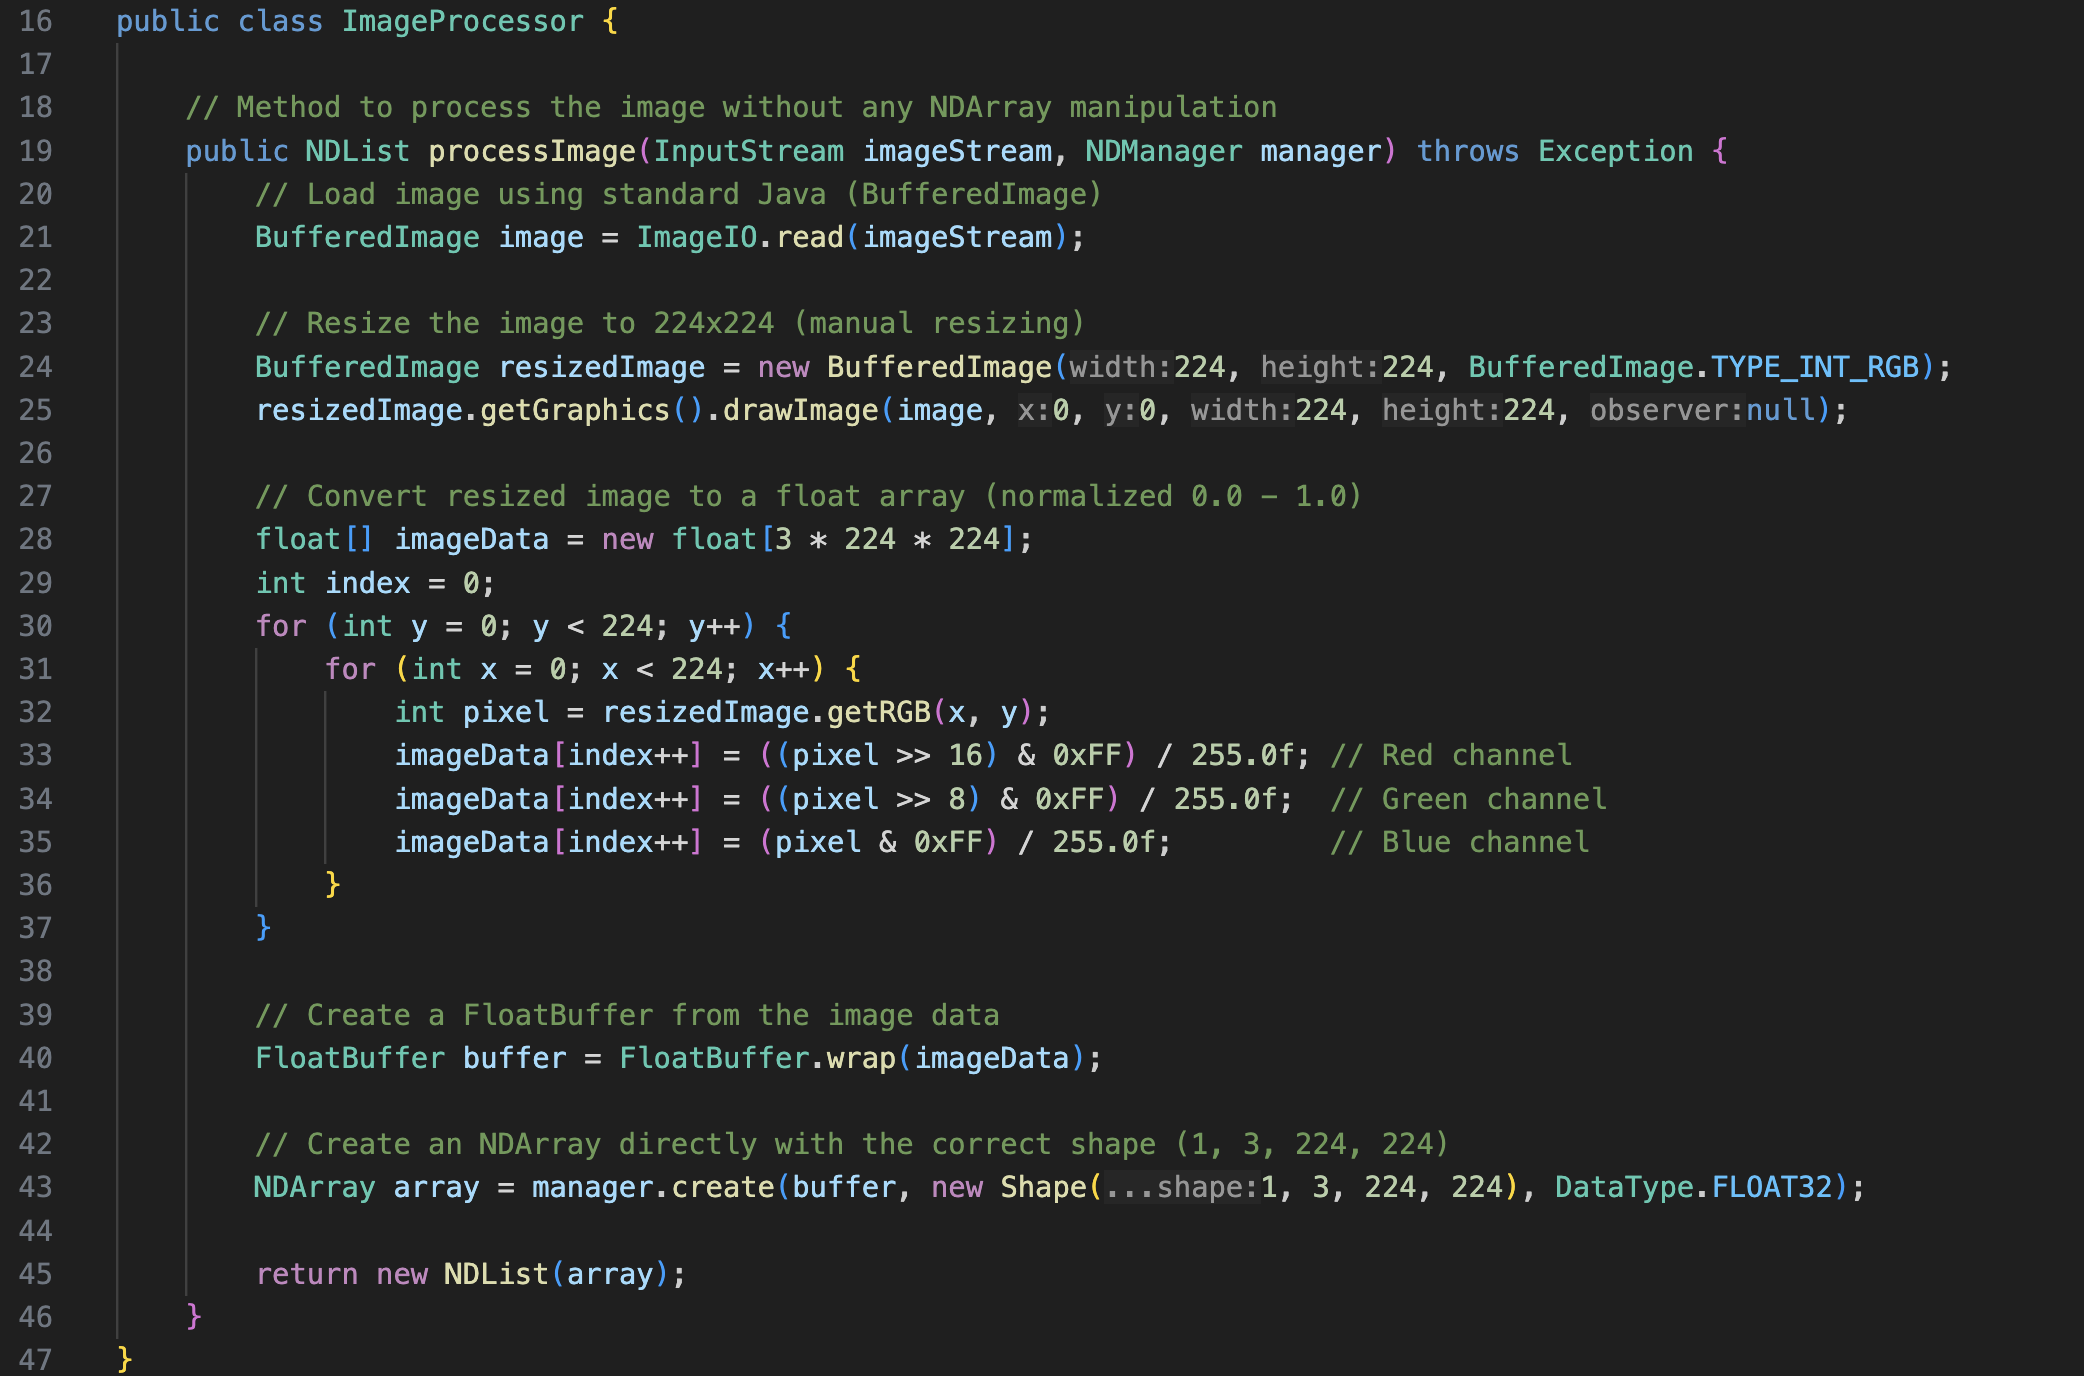 16 public class ImageProcessor {
17
18 // Method to process the image without any NDArray manipulation
19 public NDList processImage(InputStream imageStream, NDManager manager) throws Exception {
20 // Load image using standard Java (BufferedImage)
21 BufferedImage image = ImageIO.read(imageStream);
22
23 // Resize the image to 224x224 (manual resizing)
24 BufferedImage resizedImage = new BufferedImage(width:224, height:224, BufferedImage.TYPE_INT_RGB);
25 resizedImage.getGraphics().drawImage(image, x:0, y:0, width:224, height:224, observer:null);
26
27 // Convert resized image to a float array (normalized 0.0 - 1.0)
28 float[] imageData = new float[3 * 224 * 224];
29 int index = 0;
30 for (int y = 0; y < 224; y++) {
31 for (int x = 0; x < 224; x++) {
32 int pixel = resizedImage.getRGB(x, y);
33 imageData[index++] = ((pixel >> 16) & 0xFF) / 255.0f; // Red channel
34 imageData[index++] = ((pixel >> 8) & 0xFF) / 255.0f; // Green channel
35 imageData[index++] = (pixel & 0xFF) / 255.0f; // Blue channel
36 }
37 }
38
39 // Create a FloatBuffer from the image data
40 FloatBuffer buffer = FloatBuffer.wrap(imageData);
41
42 // Create an NDArray directly with the correct shape (1, 3, 224, 224)
43 NDArray array = manager.create(buffer, new Shape(...shape:1, 3, 224, 224), DataType.FLOAT32);
44
45 return new NDList(array);
46 }
47 }